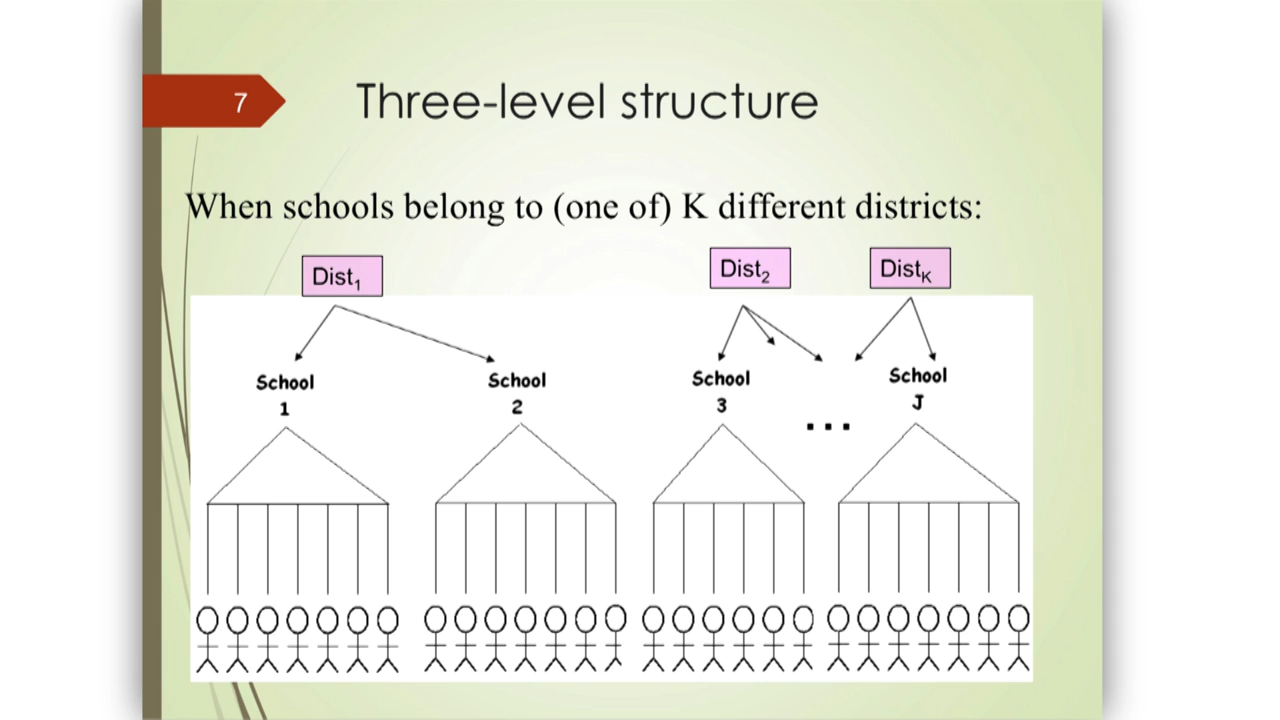 7
Three-level structure
When schools belong to (one of) K different districts:
Dist₁
Dist₂
Distₖ
School
1
School
2
School
3
...
School
J